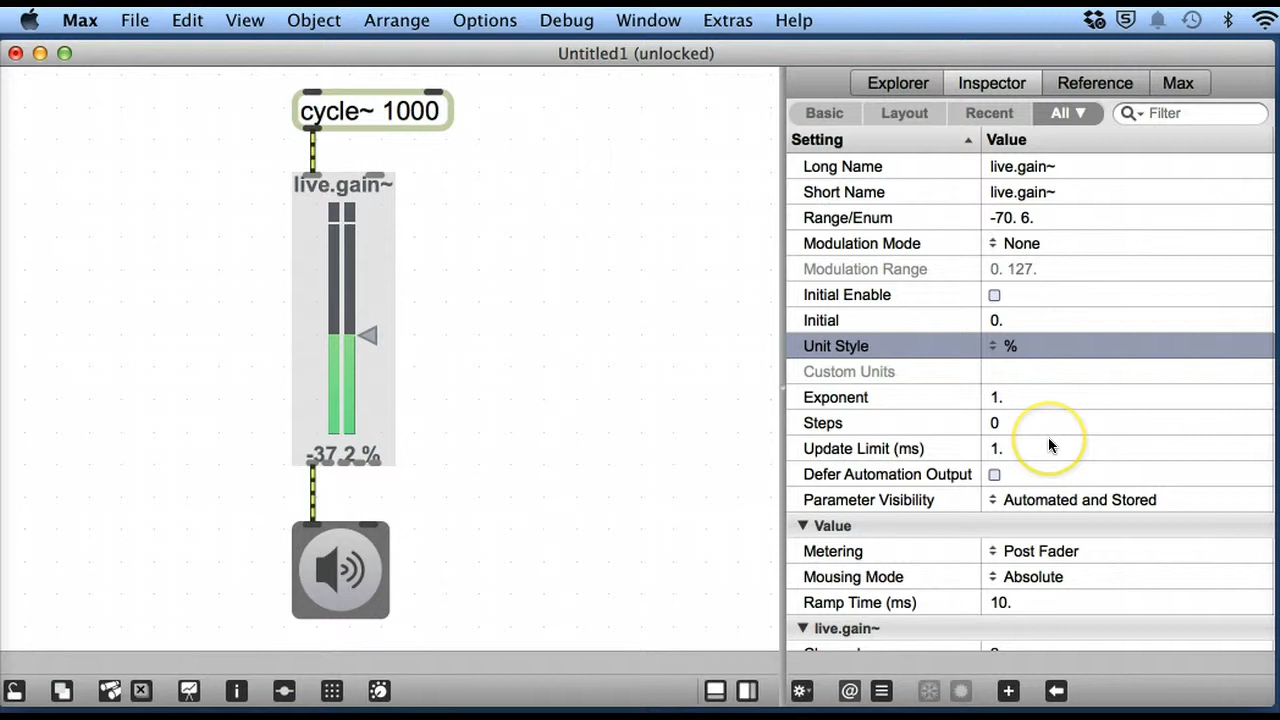 Max File Edit View Object Arrange Options Debug Window Extras Help
Untitled1 (unlocked)
cycle~ 1000
live.gain~
-37.2 %
Explorer Inspector Reference Max
Basic Layout Recent All ▼ Filter
Setting Value
Long Name live.gain~
Short Name live.gain~
Range/Enum -70. 6.
Modulation Mode None
Modulation Range 0. 127.
Initial Enable
Initial 0.
Unit Style %
Custom Units
Exponent 1.
Steps 0
Update Limit (ms) 1.
Defer Automation Output
Parameter Visibility Automated and Stored
▼ Value
Metering Post Fader
Mousing Mode Absolute
Ramp Time (ms) 10.
▼ live.gain~